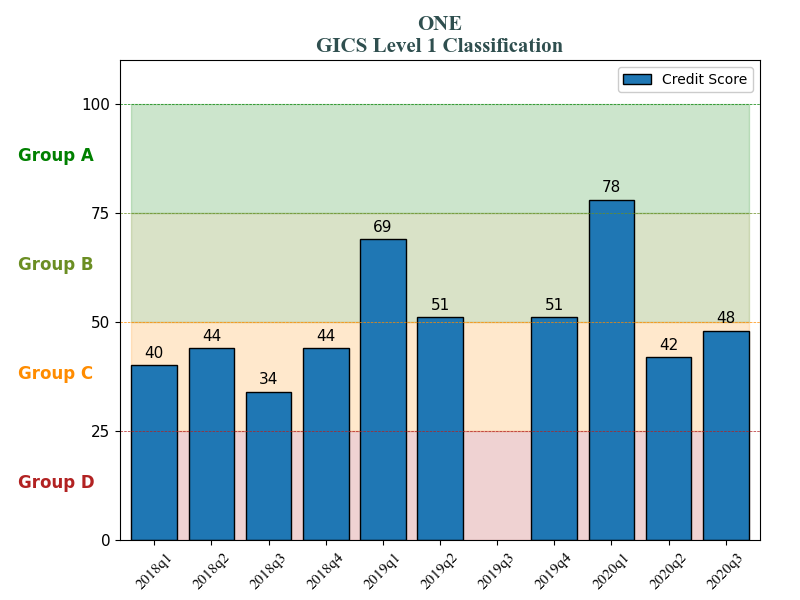 ONE
GICS Level 1 Classification
Credit Score
100
Group A
75
Group B
50
Group C
25
Group D
0
40
44
34
44
69
51
51
78
42
48
2018q1
2018q2
2018q3
2018q4
2019q1
2019q2
2019q3
2019q4
2020q1
2020q2
2020q3